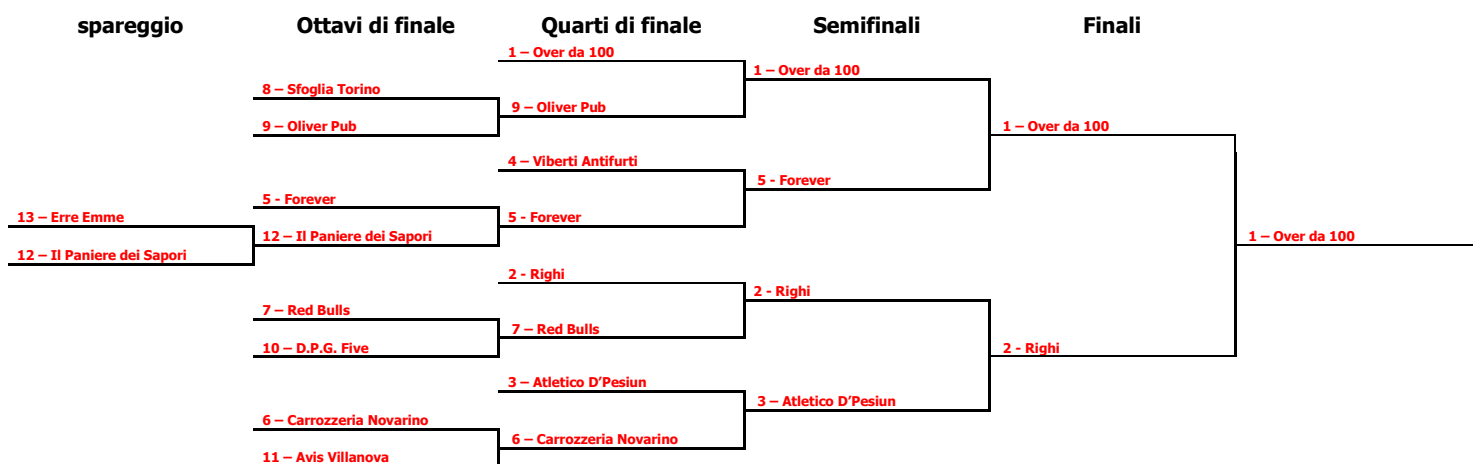 spareggio
Ottavi di finale
Quarti di finale
Semifinali
Finali
1 – Over da 100
1 – Over da 100
8 – Sfoglia Torino
9 – Oliver Pub
9 – Oliver Pub
1 – Over da 100
4 – Viberti Antifurti
5 - Forever
5 - Forever
13 – Erre Emme
5 - Forever
12 – Il Paniere dei Sapori
1 – Over da 100
12 – Il Paniere dei Sapori
2 - Righi
2 - Righi
7 – Red Bulls
7 – Red Bulls
10 – D.P.G. Five
2 - Righi
3 – Atletico D’Pesiun
3 – Atletico D’Pesiun
6 – Carrozzeria Novarino
6 – Carrozzeria Novarino
11 – Avis Villanova